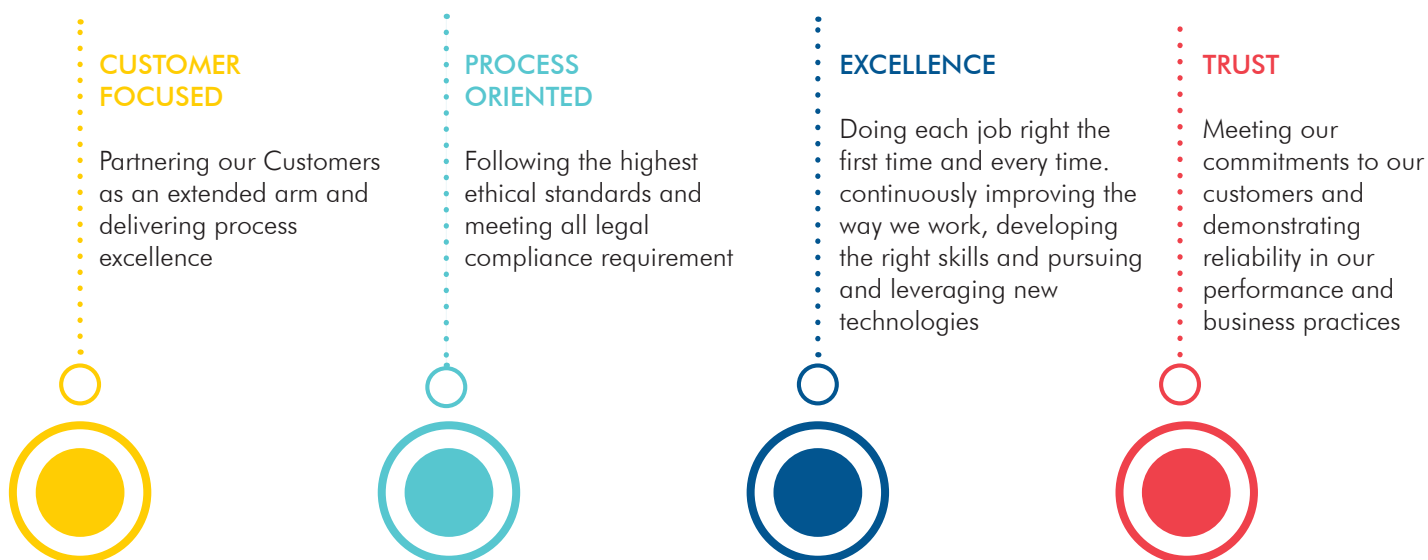 CUSTOMER
FOCUSED
Partnering our Customers
as an extended arm and
delivering process
excellence
PROCESS
ORIENTED
Following the highest
ethical standards and
meeting all legal
compliance requirement
EXCELLENCE
Doing each job right the
first time and every time.
continuously improving the
way we work, developing
the right skills and pursuing
and leveraging new
technologies
TRUST
Meeting our
commitments to our
customers and
demonstrating
reliability in our
performance and
business practices